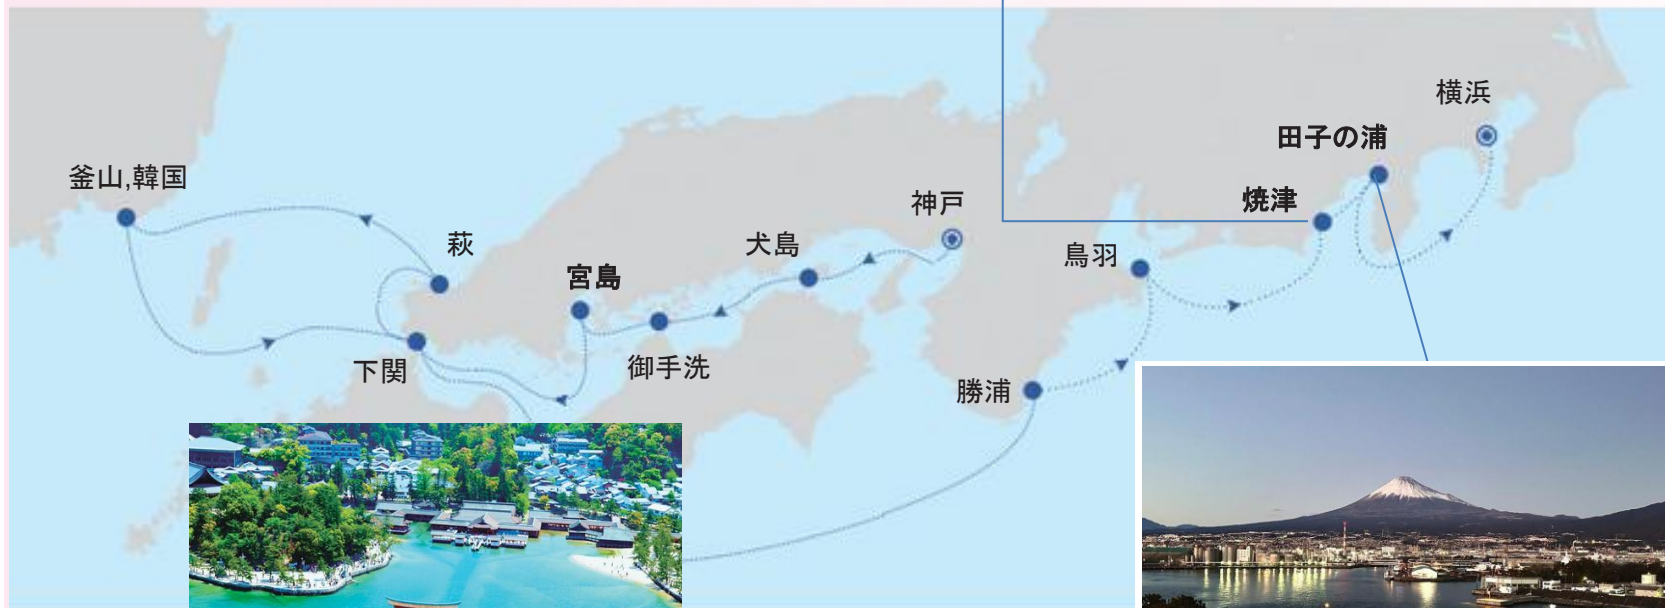 横浜
田子の浦
釜山,韓国
焼津
神戸
萩
犬島
鳥羽
宮島
下関
御手洗
勝浦